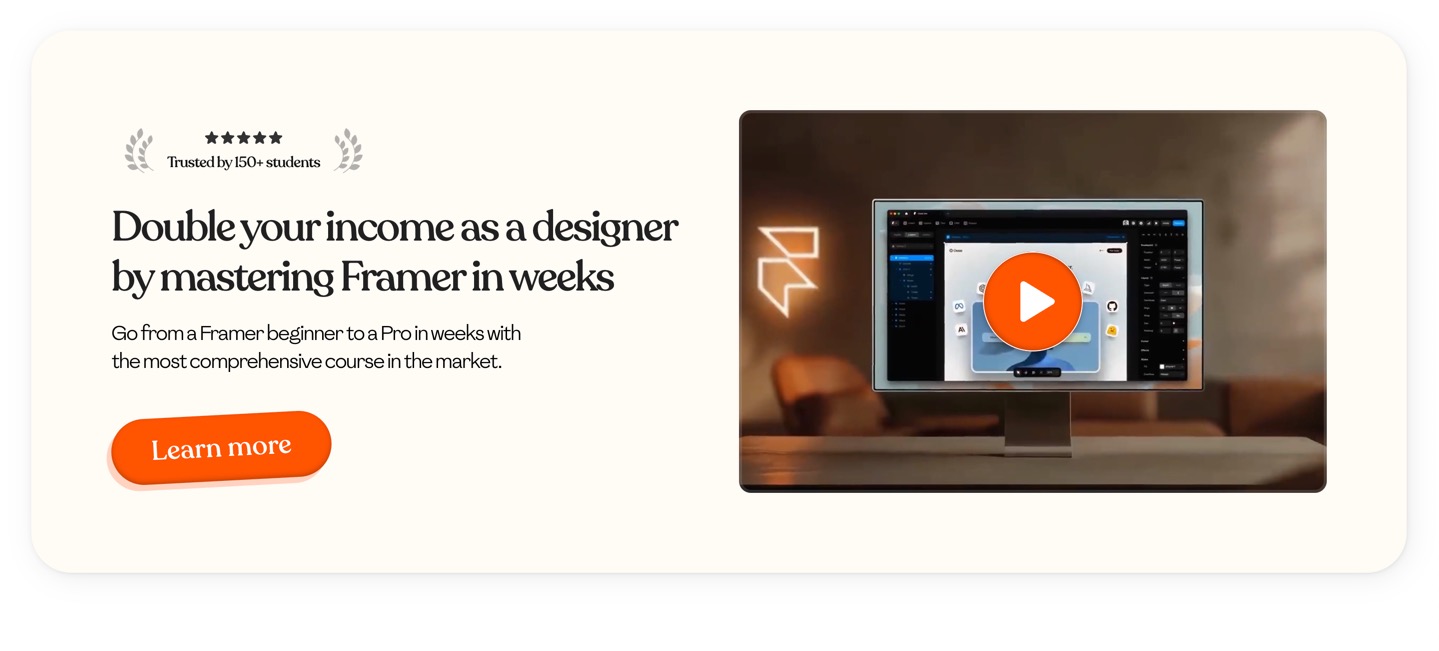 Trusted by 150+ students
Double your income as a designer
by mastering Framer in weeks
Go from a Framer beginner to a Pro in weeks with
the most comprehensive course in the market.
Learn more